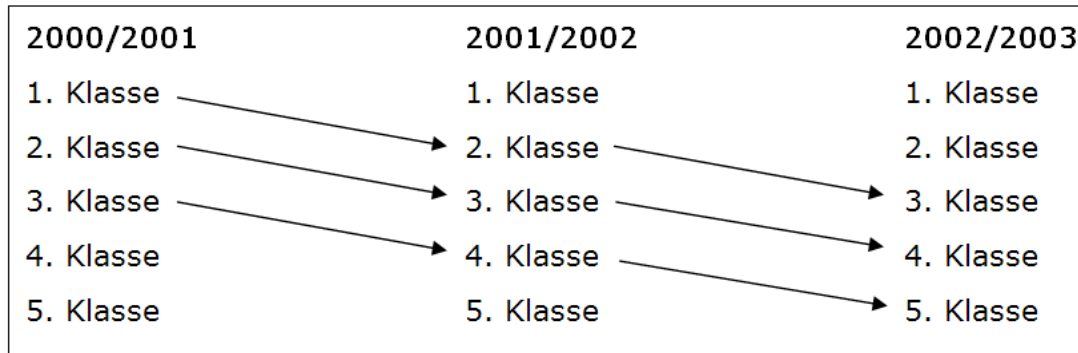 2000/2001 2001/2002 2002/2003
1. Klasse 1. Klasse 1. Klasse
2. Klasse 2. Klasse 2. Klasse
3. Klasse 3. Klasse 3. Klasse
4. Klasse 4. Klasse 4. Klasse
5. Klasse 5. Klasse 5. Klasse